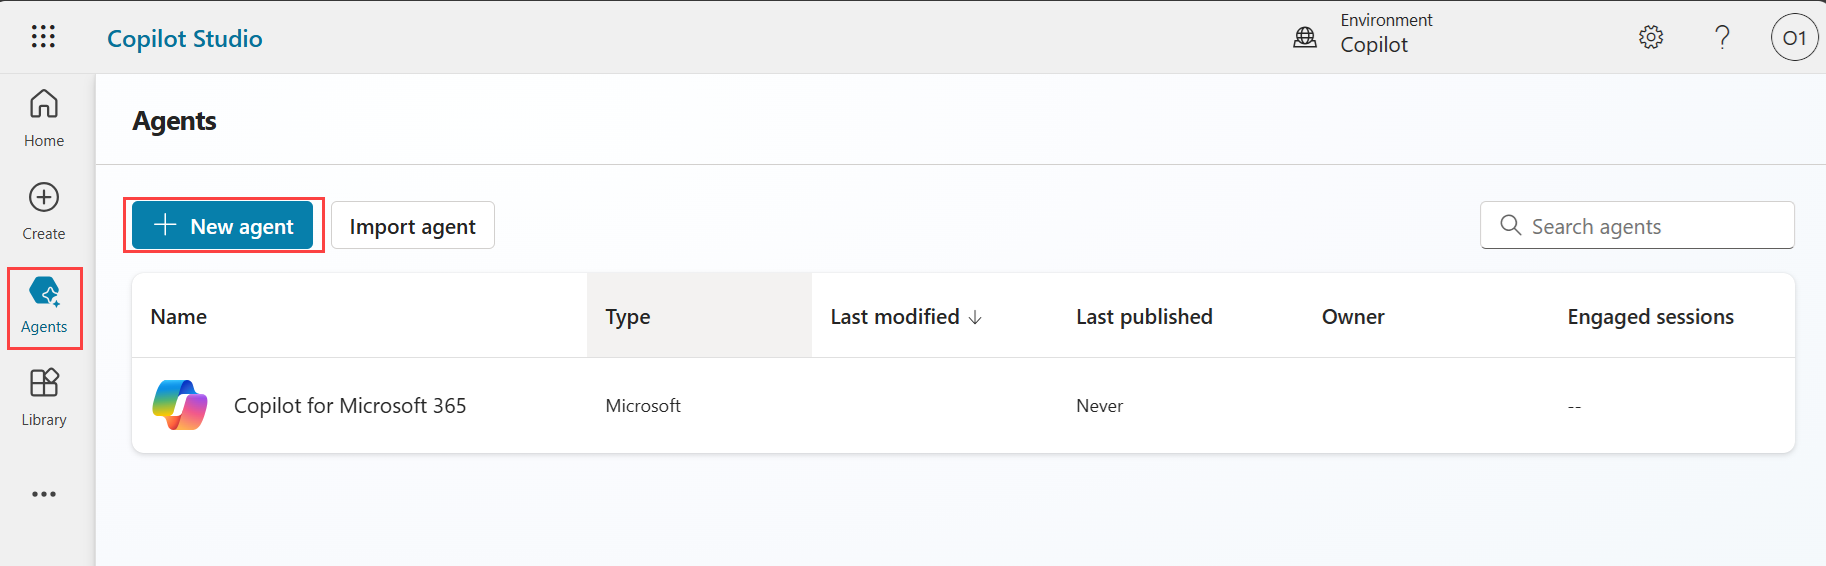 Copilot Studio
Environment
Copilot
?
O1
Home
Create
Agents
Library
Agents
New agent
Import agent
Search agents
Name Type Last modified ↓ Last published Owner Engaged sessions
Copilot for Microsoft 365 Microsoft Never --